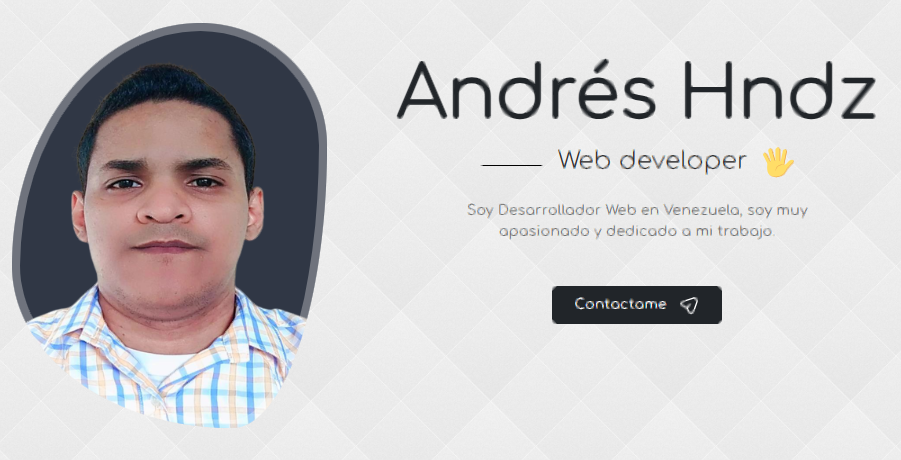 Andrés Hndz
Web developer 🖐
Soy Desarrollador Web en Venezuela, soy muy
apasionado y dedicado a mi trabajo.
Contactame